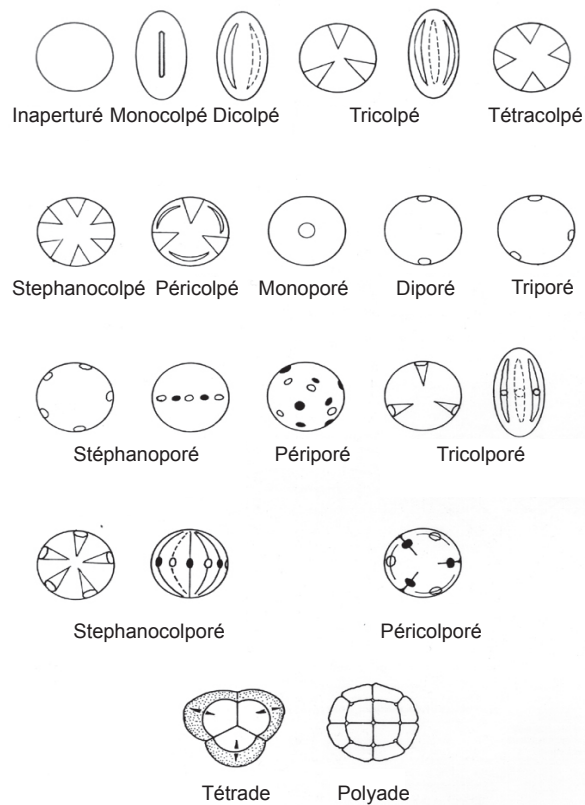 Inaperturé Monocolpé Dicolpé Tricolpé Tétracolpé
Stephanocolpé Péricolpé Monoporé Diporé Triporé
Stéphanoporé Périporé Tricolporé
Stephanocolporé Péricolporé
Tétrade Polyade